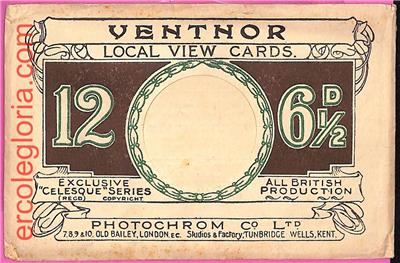 VENTNOR
LOCAL VIEW CARDS.
12
6D ½
EXCLUSIVE
"CELESQUE" SERIES
(REGD) COPYRIGHT
ALL BRITISH
PRODUCTION
PHOTOCHROM CO LTD
7.8.9 & 10, OLD BAILEY, LONDON. E.C. Studios & Factory; TUNBRIDGE WELLS, KENT.
ercolegloria.com